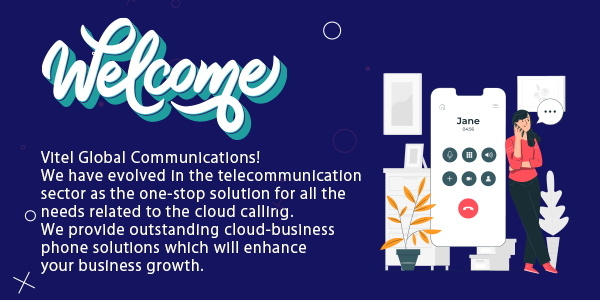 Welcome
Vitel Global Communications!
We have evolved in the telecommunication
sector as the one-stop solution for all the
needs related to the cloud calling.
We provide outstanding cloud-business
phone solutions which will enhance
your business growth.
Jane
04:56